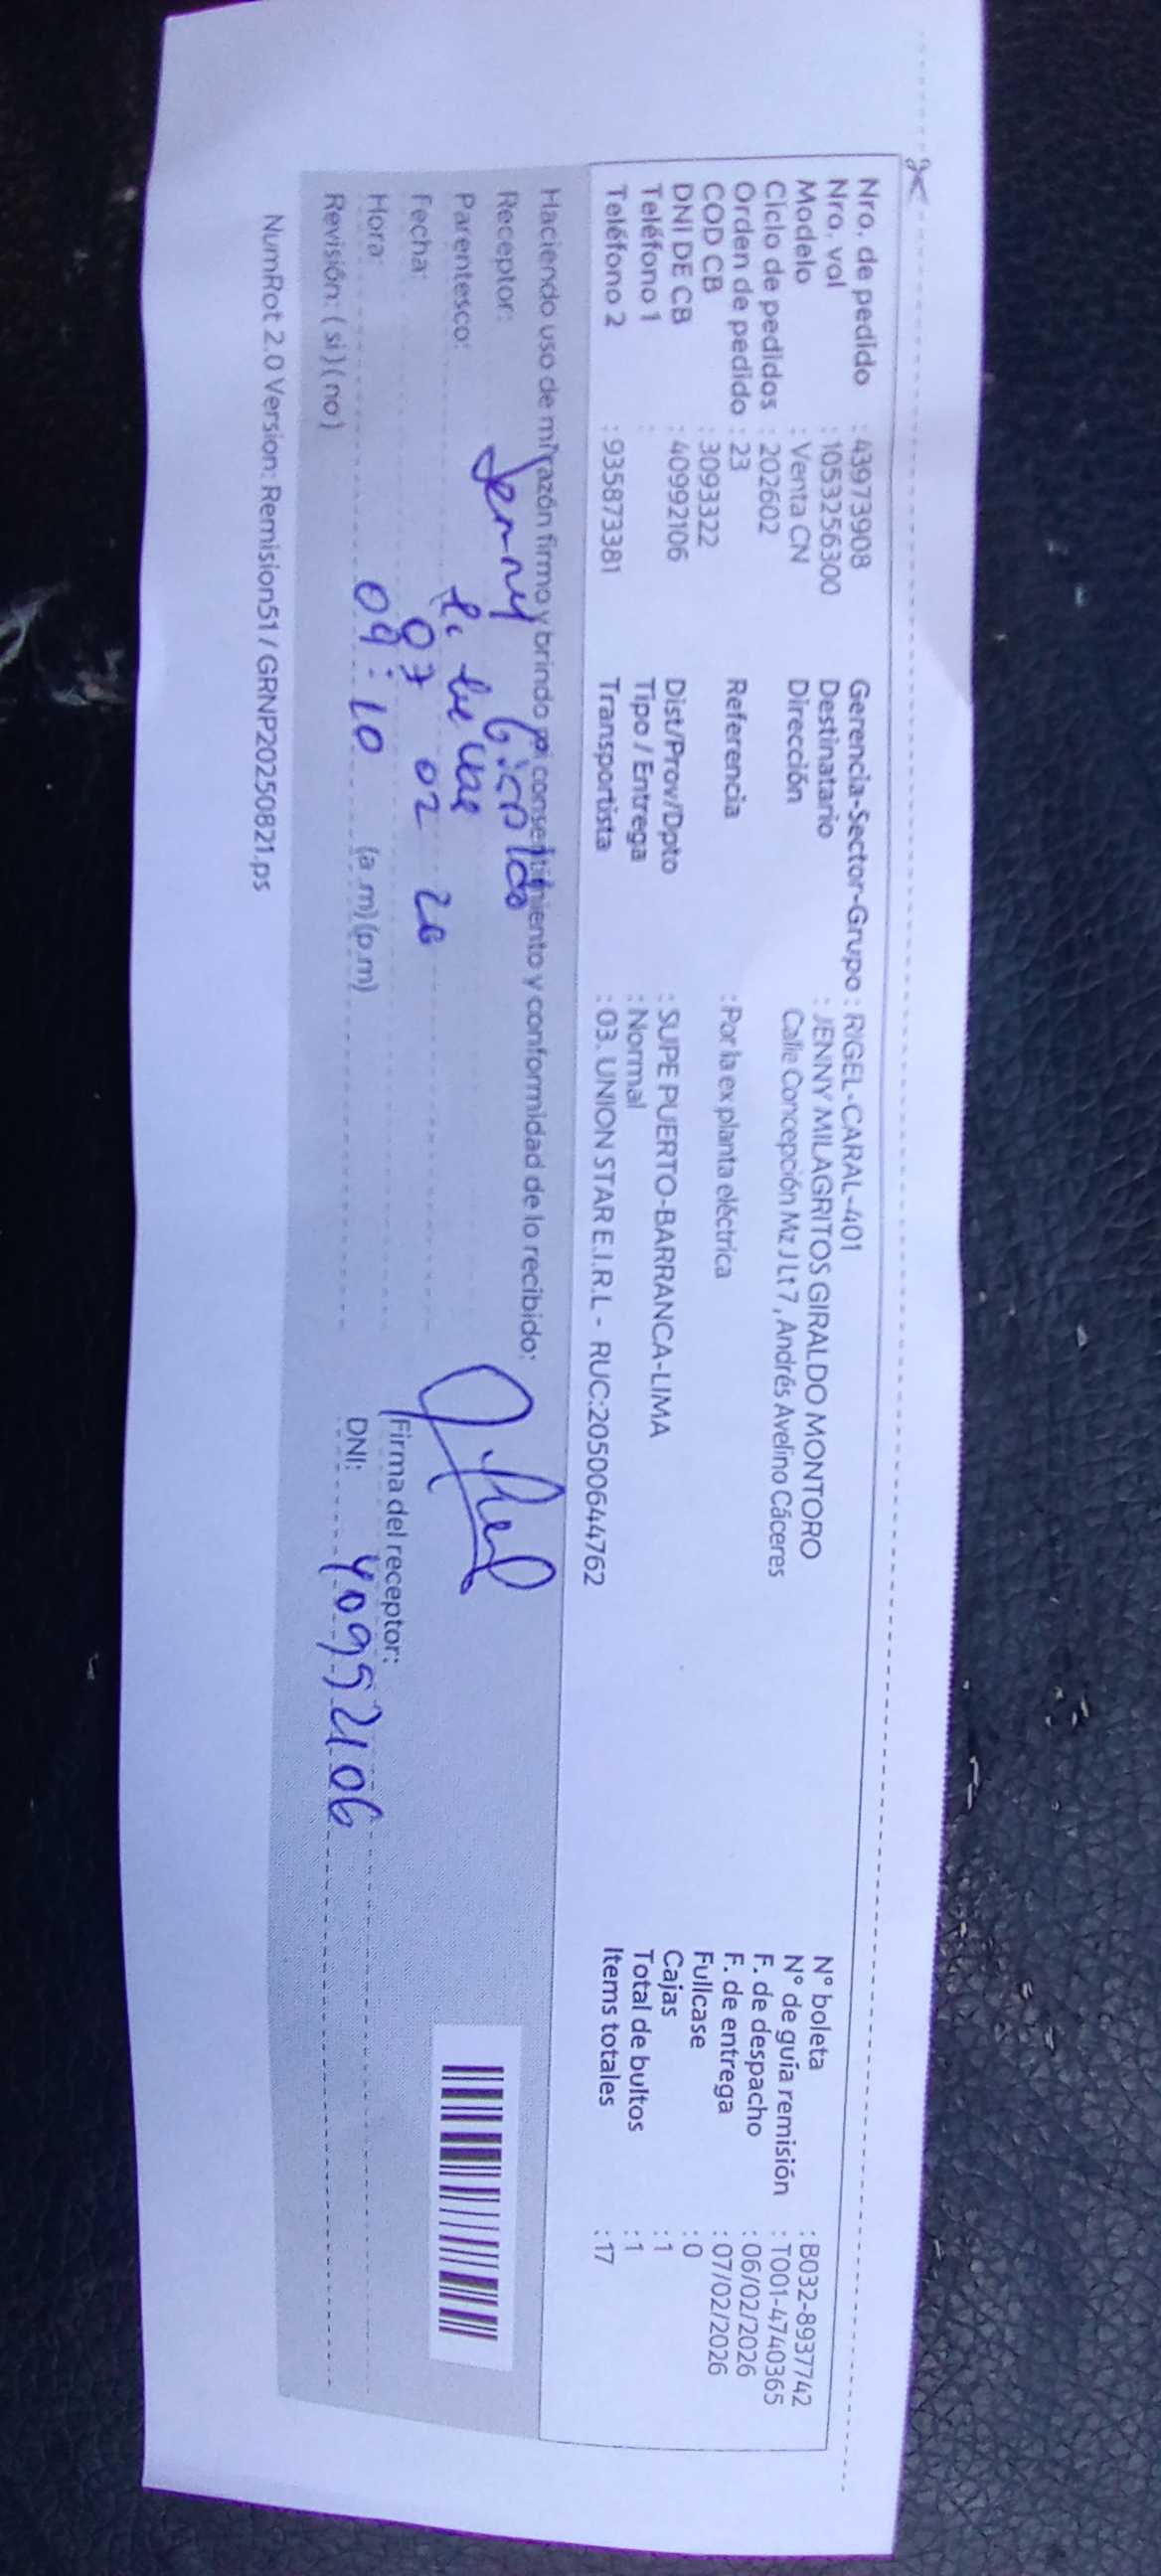 Nro. de pedido : 43973908
Nro. vol : 1053256300
Modelo : Venta CN
Ciclo de pedidos : 202602
Orden de pedido : 23
COD CB : 3093322
DNI DE CB : 40992106
Teléfono 1 :
Teléfono 2 : 935873381
Gerencia-Sector-Grupo : RIGEL-CARAL-401
Destinatario : JENNY MILAGRITOS GIRALDO MONTORO
Dirección Calle Concepción Mz J Lt 7 , Andrés Avelino Cáceres
Referencia : Por la ex planta eléctrica
Dist/Prov/Dpto : SUPE PUERTO-BARRANCA-LIMA
Tipo / Entrega : Normal
Transportista : 03. UNION STAR E.I.R.L - RUC:20500644762
N° boleta : B032-8937742
N° de guía remisión : T001-4740365
F. de despacho : 06/02/2026
F. de entrega : 07/02/2026
Fullcase : 0
Cajas : 1
Total de bultos : 1
Items totales : 17
Haciendo uso de mi razón firmo y brindo mi consentimiento y conformidad de lo recibido:
Receptor: Jenny
Parentesco:
Fecha: 07 02 26
Hora: 09:10 (a.m) (p.m)
Revisión: ( si ) ( no )
Firma del receptor:
DNI: 40992106
NumRot 2.0 Version: Remision51 / GRNP20250821.ps